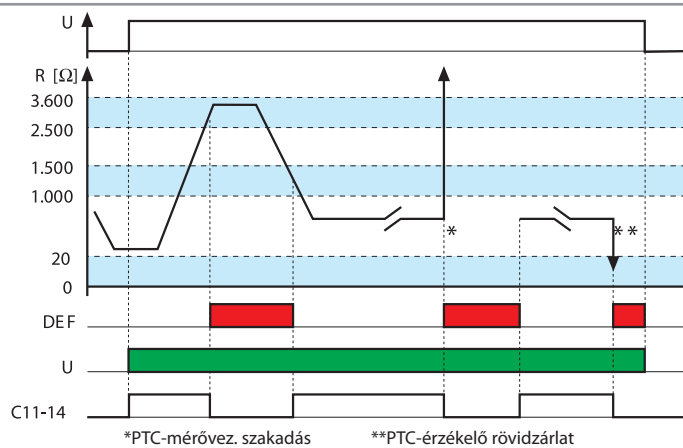 U
R [Ω]
3.600
2.500
1.500
1.000
*
**
20
0
DEF
U
C11-14
*PTC-mérővez. szakadás **PTC-érzékelő rövidzárlat